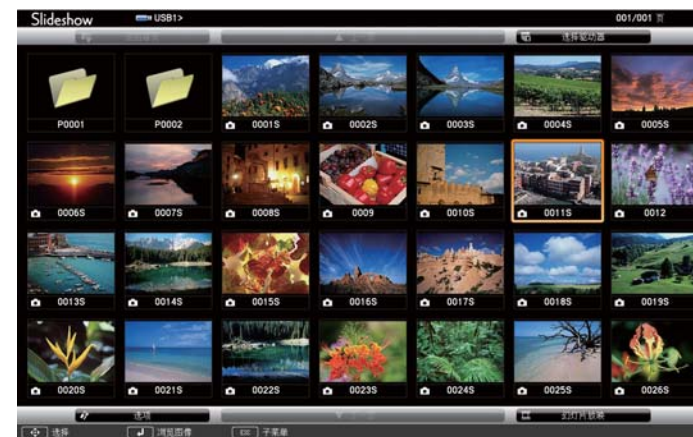 Slideshow USB1> 001/001 页
选择驱动器
P0001 P0002 0001S 0002S 0003S 0004S 0005S
0006S 0007S 0008S 0009 0010S 0011S 0012
0013S 0014S 0015S 0016S 0017S 0018S 0019S
0020S 0021S 0022S 0023S 0024S 0025S 0026S
选项 幻灯片放映
选择 浏览图像 Esc 子菜单